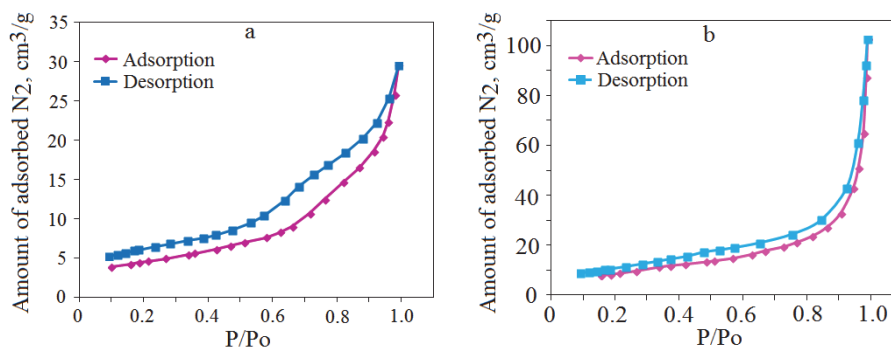 a
Amount of adsorbed N2, cm3/g
35
30
25
20
15
10
5
0
Adsorption
Desorption
0 0.2 0.4 0.6 0.8 1.0
P/Po
b
Amount of adsorbed N2, cm3/g
100
80
60
40
20
0
Adsorption
Desorption
0 0.2 0.4 0.6 0.8 1.0
P/Po